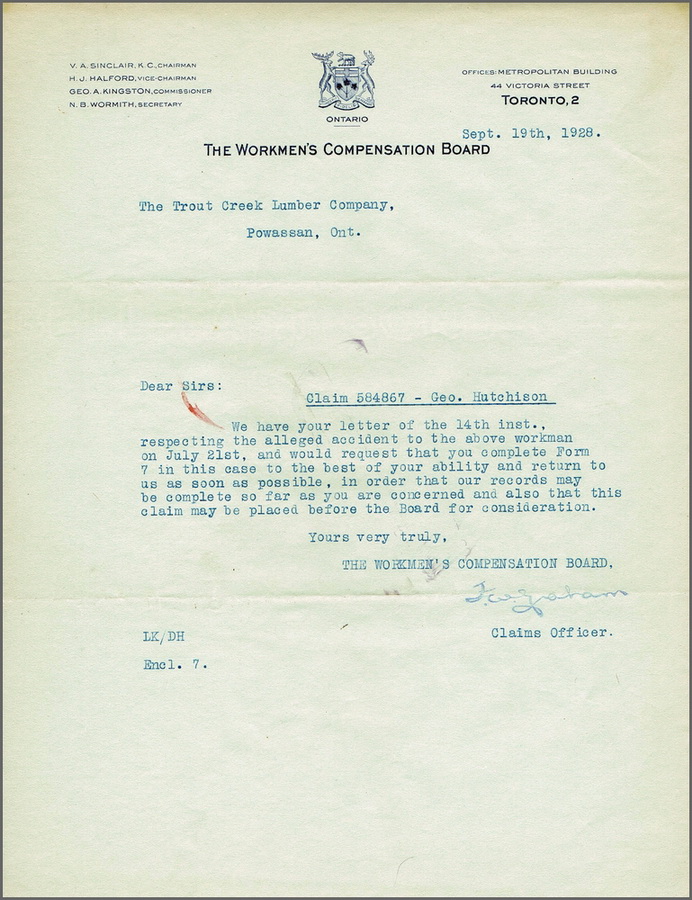 V. A. SINCLAIR, K.C., CHAIRMAN
H. J. HALFORD, VICE-CHAIRMAN
GEO. A. KINGSTON, COMMISSIONER
N. B. WORMITH, SECRETARY
ONTARIO
OFFICES: METROPOLITAN BUILDING
44 VICTORIA STREET
TORONTO, 2
Sept. 19th, 1928.
THE WORKMEN'S COMPENSATION BOARD
The Trout Creek Lumber Company,
Powassan, Ont.
Dear Sirs:
Claim 584867 - Geo. Hutchison
We have your letter of the 14th inst.,
respecting the alleged accident to the above workman
on July 21st, and would request that you complete Form
7 in this case to the best of your ability and return to
us as soon as possible, in order that our records may
be complete so far as you are concerned and also that this
claim may be placed before the Board for consideration.
Yours very truly,
THE WORKMEN'S COMPENSATION BOARD.
Claims Officer.
LK/DH
Encl. 7.